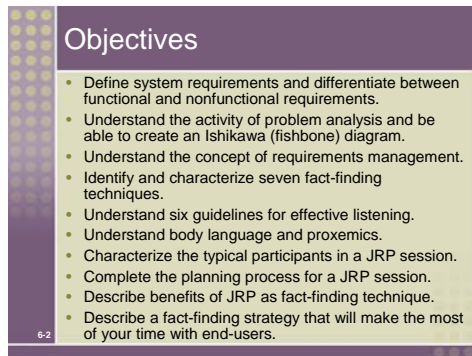 Objectives
• Define system requirements and differentiate between
functional and nonfunctional requirements.
• Understand the activity of problem analysis and be
able to create an Ishikawa (fishbone) diagram.
• Understand the concept of requirements management.
• Identify and characterize seven fact-finding
techniques.
• Understand six guidelines for effective listening.
• Understand body language and proxemics.
• Characterize the typical participants in a JRP session.
• Complete the planning process for a JRP session.
• Describe benefits of JRP as fact-finding technique.
• Describe a fact-finding strategy that will make the most
of your time with end-users.
6-2